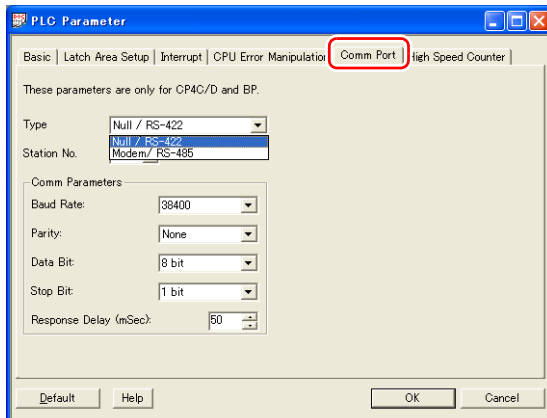 PLC Parameter
Basic | Latch Area Setup | Interrupt | CPU Error Manipulation | Comm Port | High Speed Counter
These parameters are only for CP4C/D and BP.
Type Null / RS-422
Null / RS-422
Modem/ RS-485
Station No.
Comm Parameters
Baud Rate: 38400
Parity: None
Data Bit: 8 bit
Stop Bit: 1 bit
Response Delay (mSec): 50
Default Help OK Cancel